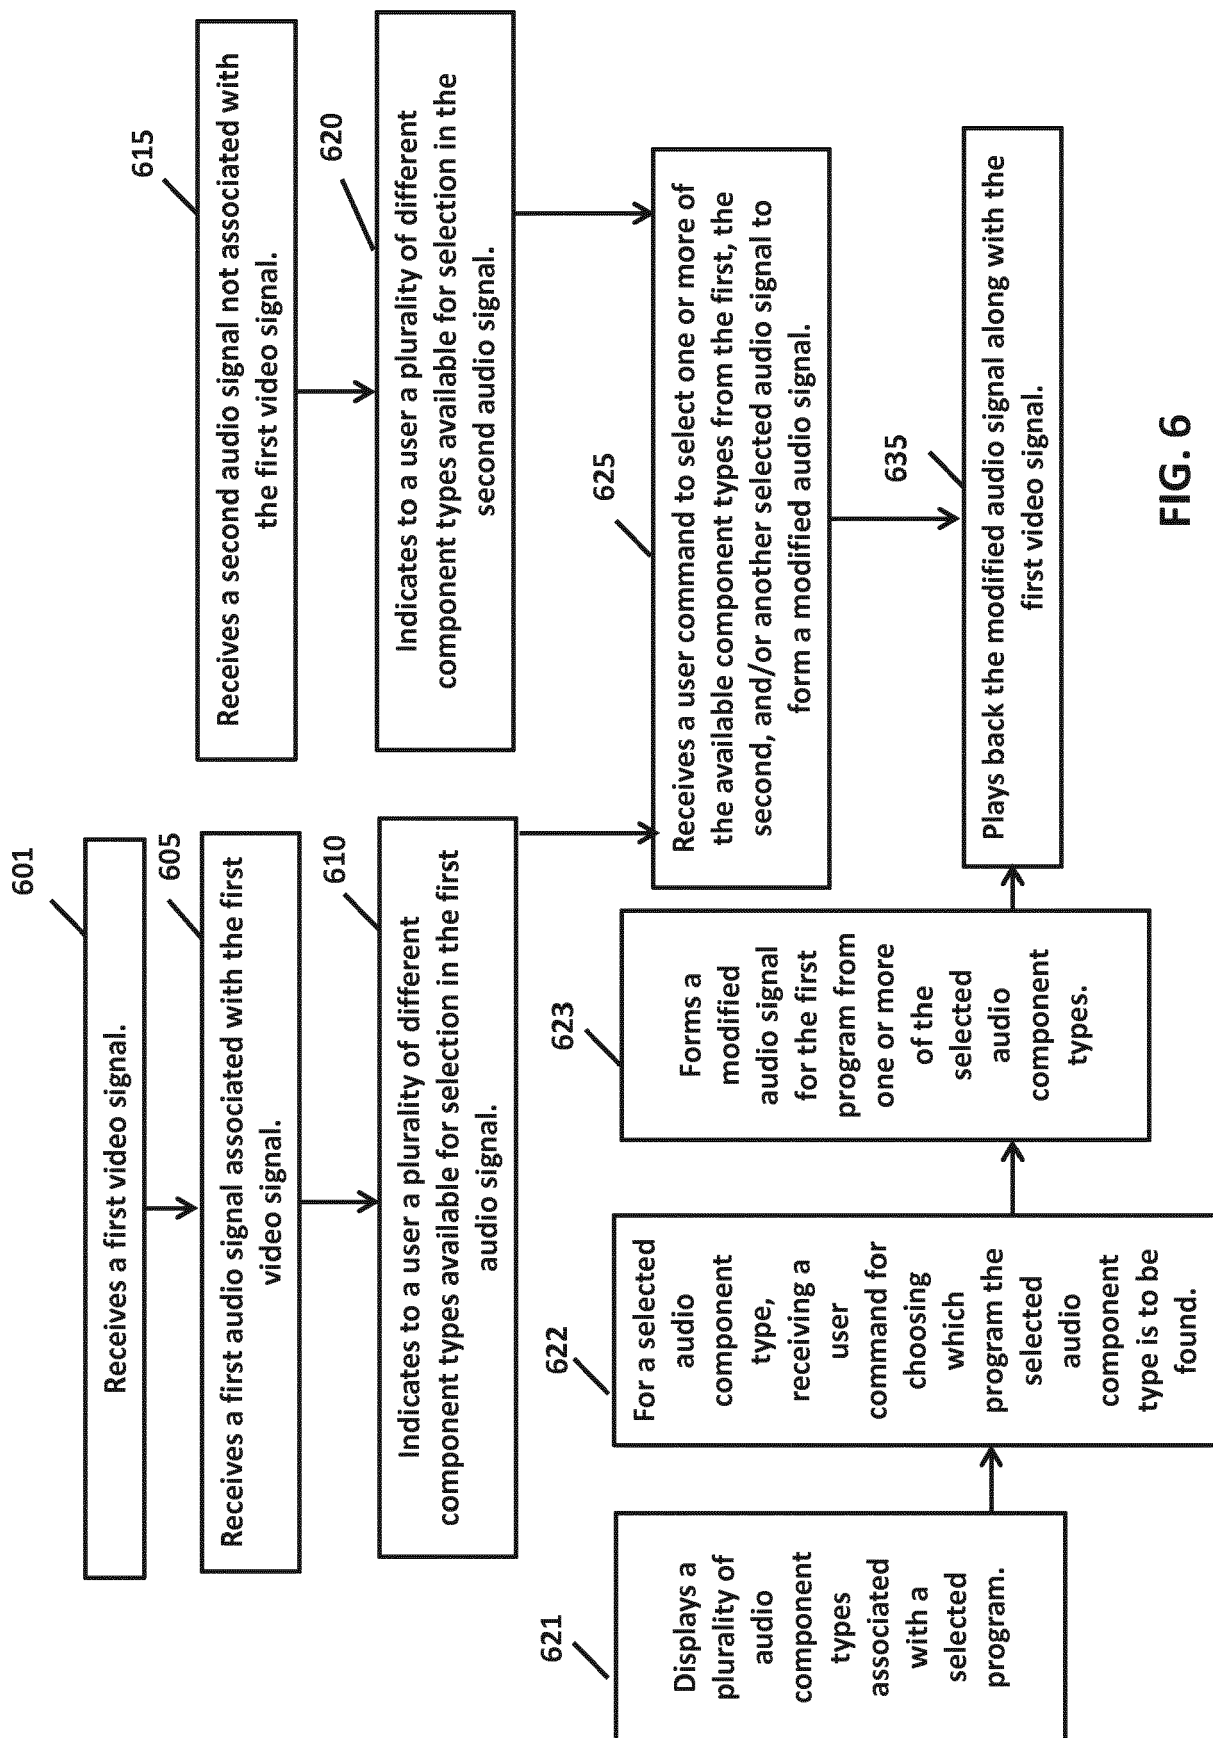 601
Receives a first video signal.
605
Receives a first audio signal associated with the first
video signal.
610
Indicates to a user a plurality of different
component types available for selection in the first
audio signal.
615
Receives a second audio signal not associated with
the first video signal.
620
Indicates to a user a plurality of different
component types available for selection in the
second audio signal.
621
Displays a
plurality of
audio
component
types
associated
with a
selected
program.
622
For a selected
audio
component
type,
receiving a
user
command for
choosing
which
program the
selected
audio
component
type is to be
found.
623
Forms a
modified
audio signal
for the first
program from
one or more
of the
selected
audio
component
types.
625
Receives a user command to select one or more of
the available component types from the first, the
second, and/or another selected audio signal to
form a modified audio signal.
635
Plays back the modified audio signal along with the
first video signal.
FIG. 6